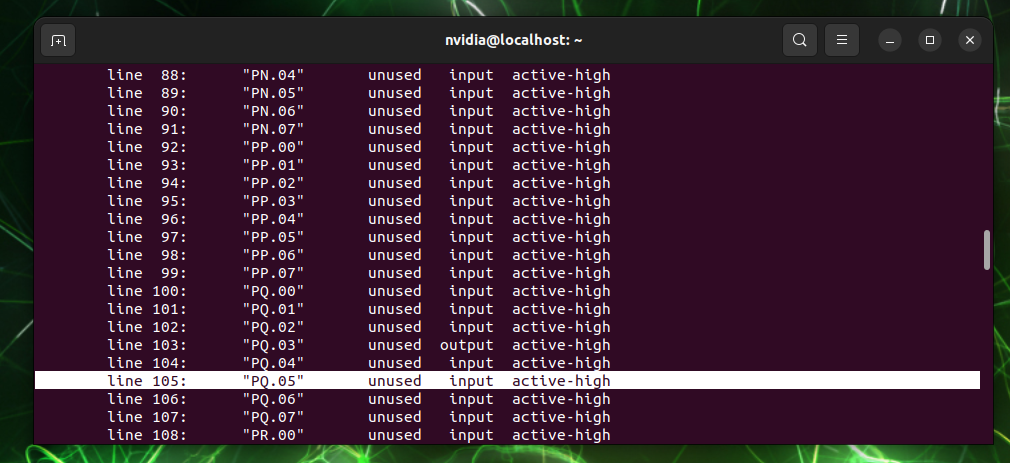 nvidia@localhost: ~
line  88:      "PN.04"       unused   input  active-high
line  89:      "PN.05"       unused   input  active-high
line  90:      "PN.06"       unused   input  active-high
line  91:      "PN.07"       unused   input  active-high
line  92:      "PP.00"       unused   input  active-high
line  93:      "PP.01"       unused   input  active-high
line  94:      "PP.02"       unused   input  active-high
line  95:      "PP.03"       unused   input  active-high
line  96:      "PP.04"       unused   input  active-high
line  97:      "PP.05"       unused   input  active-high
line  98:      "PP.06"       unused   input  active-high
line  99:      "PP.07"       unused   input  active-high
line 100:      "PQ.00"       unused   input  active-high
line 101:      "PQ.01"       unused   input  active-high
line 102:      "PQ.02"       unused   input  active-high
line 103:      "PQ.03"       unused  output  active-high
line 104:      "PQ.04"       unused   input  active-high
line 105:      "PQ.05"       unused   input  active-high
line 106:      "PQ.06"       unused   input  active-high
line 107:      "PQ.07"       unused   input  active-high
line 108:      "PR.00"       unused   input  active-high